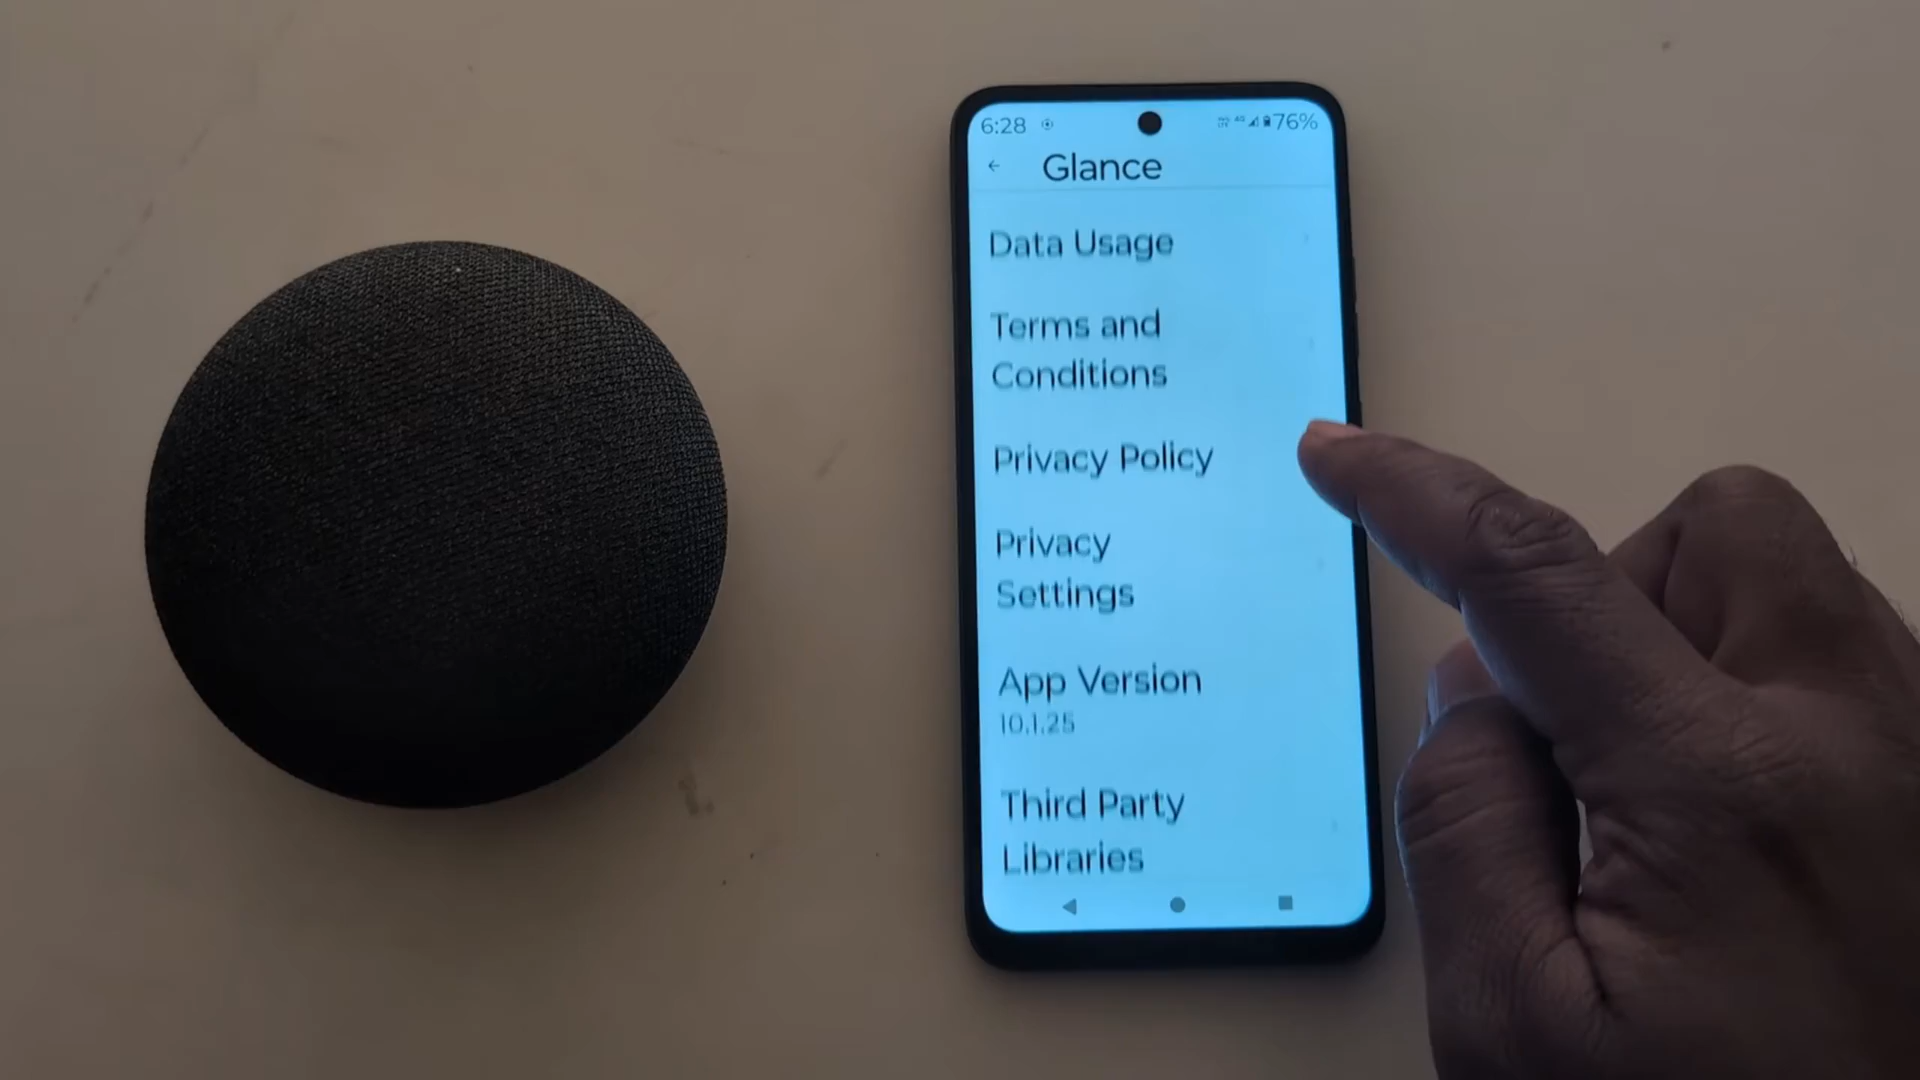 6:28 76%
Glance
Data Usage
Terms and
Conditions
Privacy Policy
Privacy
Settings
App Version
10.1.25
Third Party
Libraries